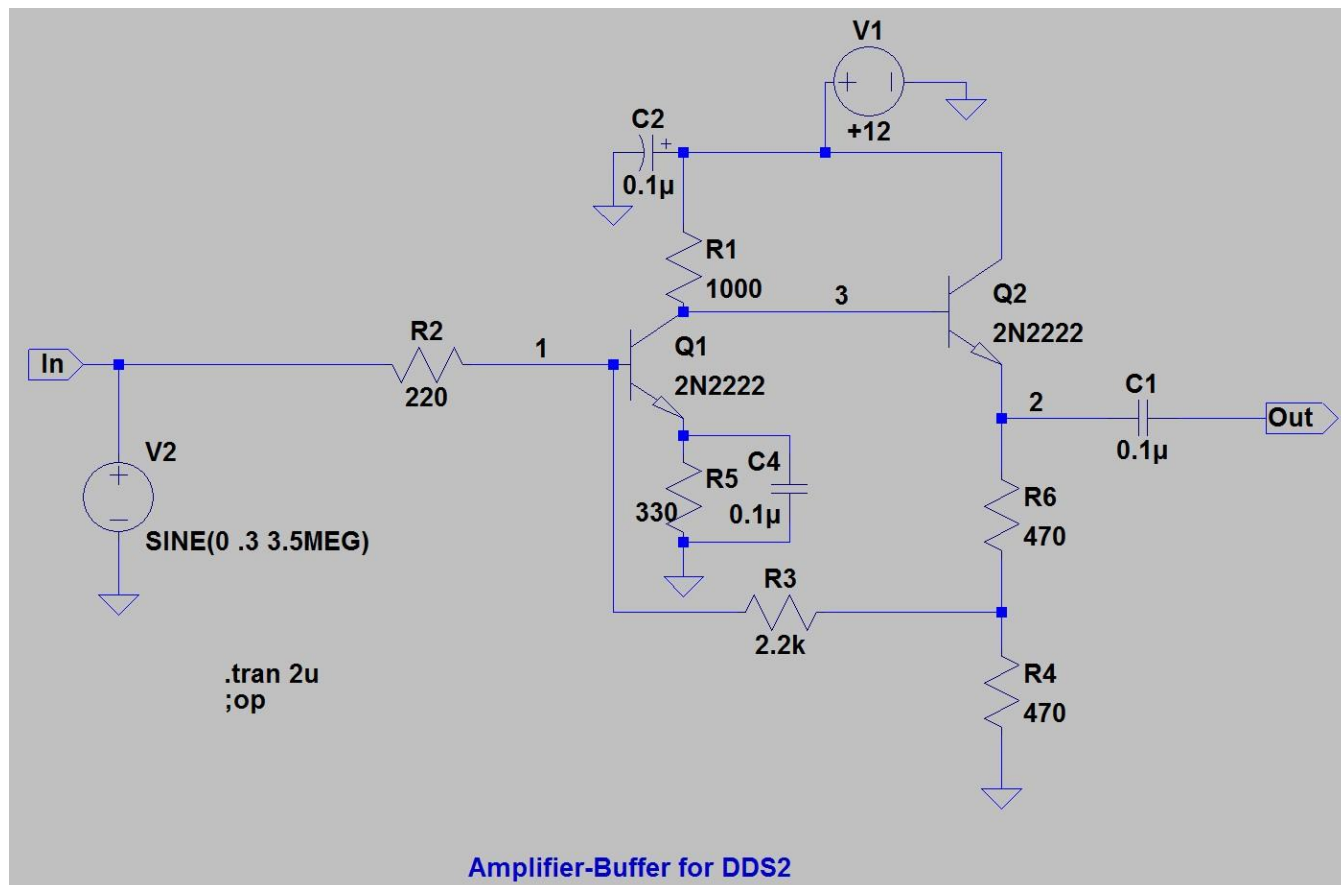 V1
+12
C2
+
0.1µ
R1
1000
3
Q2
2N2222
In
R2
220
1
Q1
2N2222
2
C1
0.1µ
Out
V2
SINE(0 .3 3.5MEG)
R5
330
C4
0.1µ
R6
470
R3
2.2k
R4
470
.tran 2u
;op
Amplifier-Buffer for DDS2